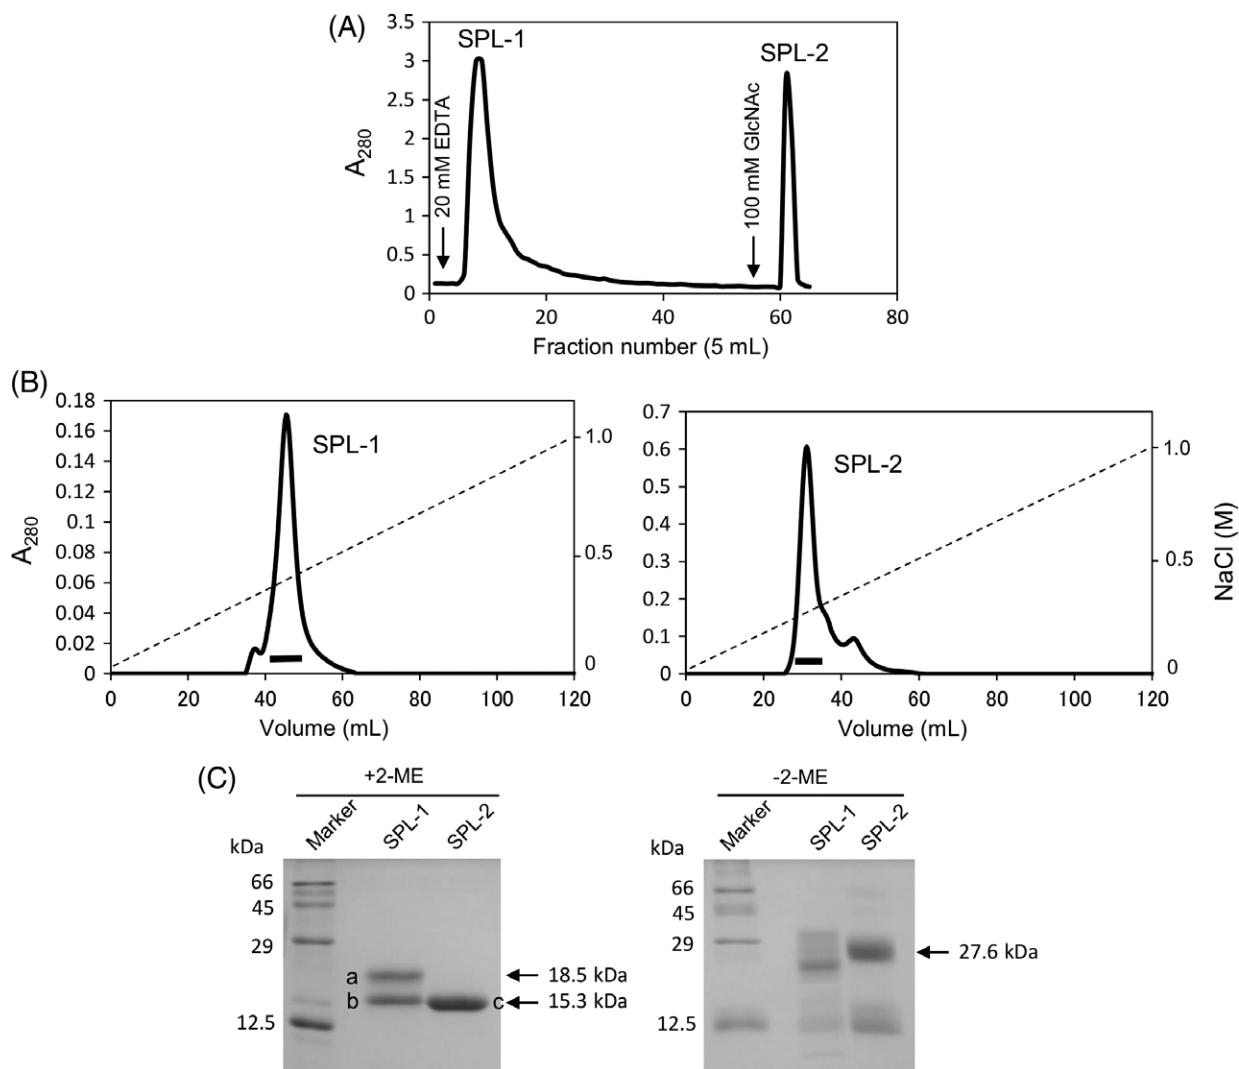 (A)
SPL-1
SPL-2
20 mM EDTA
100 mM GlcNAc
A280
3.5
3
2.5
2
1.5
1
0.5
0
0 20 40 60 80
Fraction number (5 mL)
(B)
0.18
0.16
0.14
0.12
0.1
0.08
0.06
0.04
0.02
0
A280
SPL-1
1.0
0.5
0
0 20 40 60 80 100 120
Volume (mL)
0.7
0.6
0.5
0.4
0.3
0.2
0.1
0
SPL-2
1.0
0.5
0
NaCl (M)
0 20 40 60 80 100 120
Volume (mL)
(C)
+2-ME
Marker SPL-1 SPL-2
kDa
66
45
29
12.5
a
b
c
18.5 kDa
15.3 kDa
-2-ME
Marker SPL-1 SPL-2
kDa
66
45
29
12.5
27.6 kDa